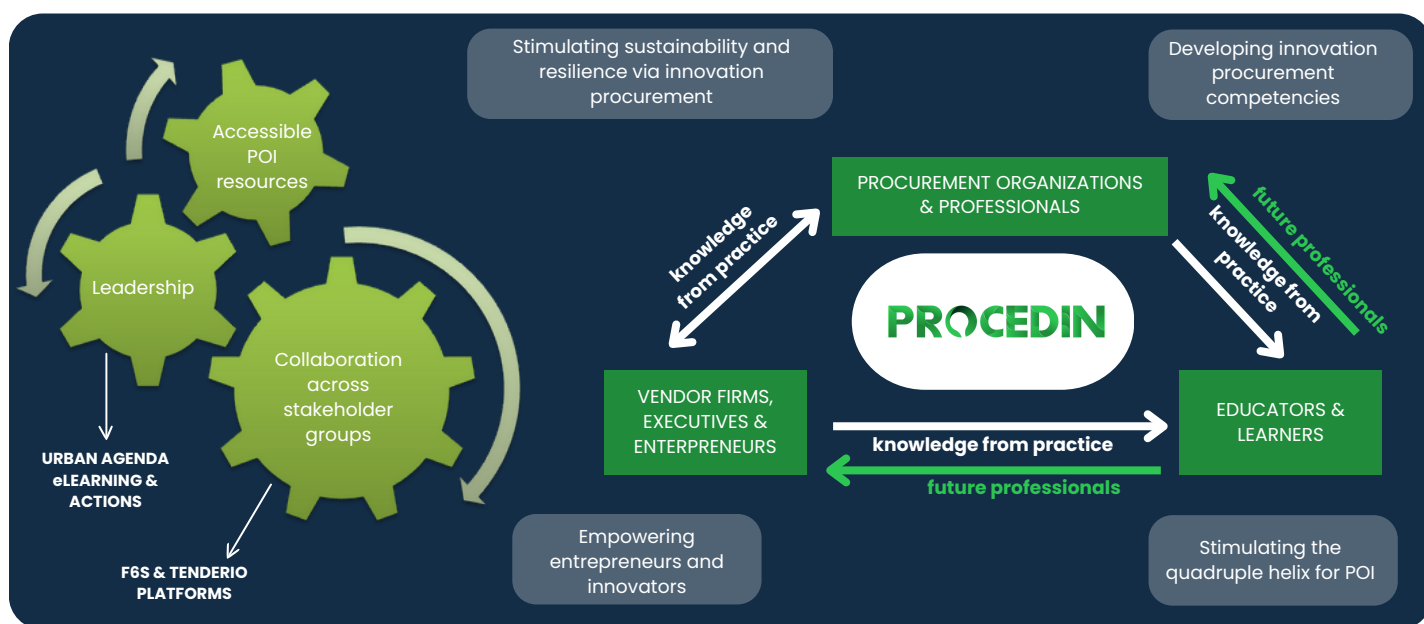 Accessible
POI
resources
Leadership
Collaboration
across
stakeholder
groups
URBAN AGENDA
eLEARNING &
ACTIONS
F6S & TENDERIO
PLATFORMS
Stimulating sustainability and
resilience via innovation
procurement
Developing innovation
procurement
competencies
PROCUREMENT ORGANIZATIONS
& PROFESSIONALS
knowledge
from practice
future professionals
knowledge from
practice
PROCEDIN
VENDOR FIRMS,
EXECUTIVES &
ENTERPRENEURS
EDUCATORS &
LEARNERS
knowledge from practice
future professionals
Empowering
entrepreneurs and
innovators
Stimulating the
quadruple helix for POI